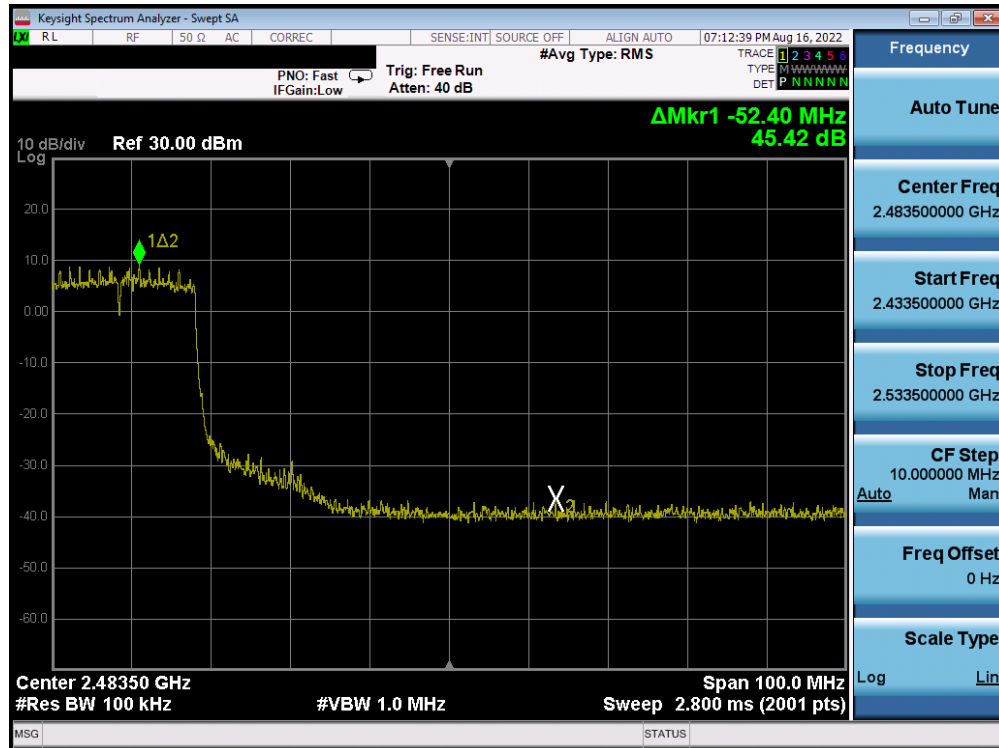 Keysight Spectrum Analyzer - Swept SA
LXI RL RF 50 Ω AC CORREC SENSE:INT SOURCE OFF ALIGN AUTO 07:12:39 PM Aug 16, 2022
#Avg Type: RMS
TRACE 1 2 3 4 5 6
PNO: Fast
IFGain:Low
Trig: Free Run
Atten: 40 dB
TYPE M WWWWW
DET P N N N N N
ΔMkr1 -52.40 MHz
45.42 dB
10 dB/div Ref 30.00 dBm
Log
20.0
1Δ2
10.0
0.00
-10.0
-20.0
-30.0
X2
-40.0
-50.0
-60.0
Center 2.48350 GHz
Span 100.0 MHz
#Res BW 100 kHz
#VBW 1.0 MHz
Sweep 2.800 ms (2001 pts)
MSG
STATUS
Frequency
Auto Tune
Center Freq
2.483500000 GHz
Start Freq
2.433500000 GHz
Stop Freq
2.533500000 GHz
CF Step
10.000000 MHz
Auto Man
Freq Offset
0 Hz
Scale Type
Log Lin